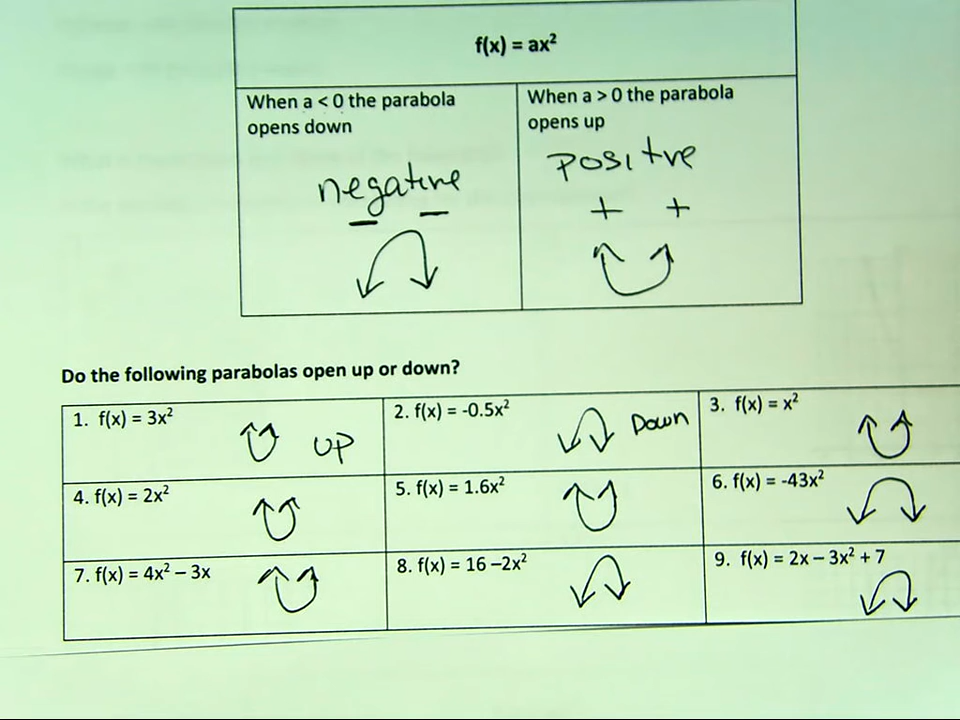 f(x) = ax²
When a < 0 the parabola
opens down
negative
When a > 0 the parabola
opens up
positive
+ +
Do the following parabolas open up or down?
1. f(x) = 3x² UP
2. f(x) = -0.5x² Down
3. f(x) = x²
4. f(x) = 2x²
5. f(x) = 1.6x²
6. f(x) = -43x²
7. f(x) = 4x² – 3x
8. f(x) = 16 –2x²
9. f(x) = 2x – 3x² + 7